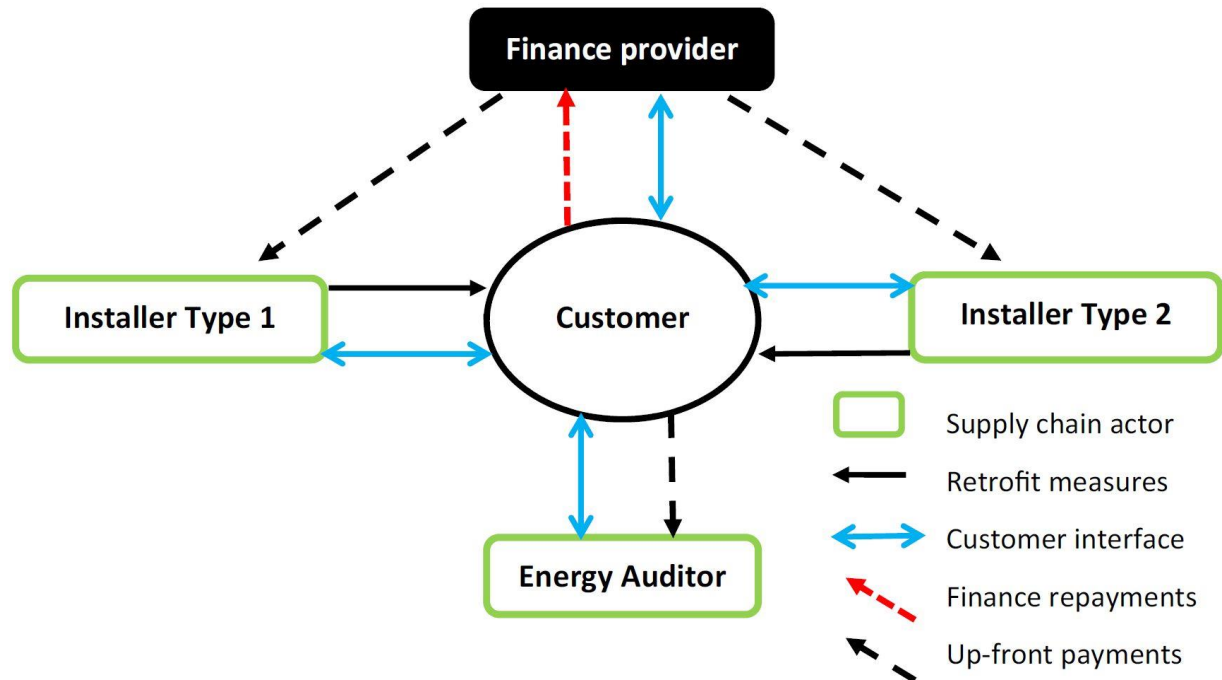 Finance provider
Installer Type 1
Customer
Installer Type 2
Energy Auditor
Supply chain actor
Retrofit measures
Customer interface
Finance repayments
Up-front payments